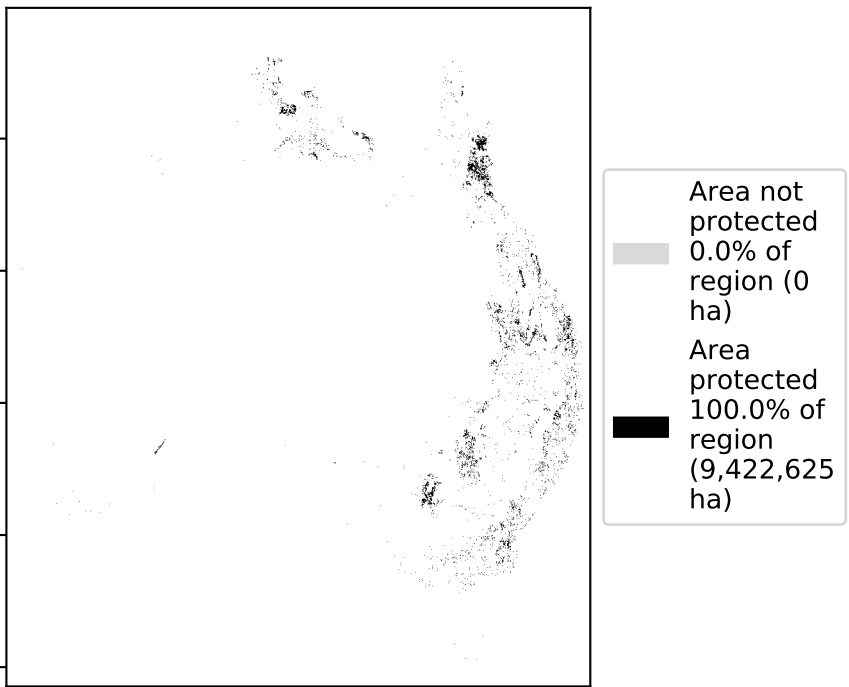 Area not
protected
0.0% of
region (0
ha)
Area
protected
100.0% of
region
(9,422,625
ha)